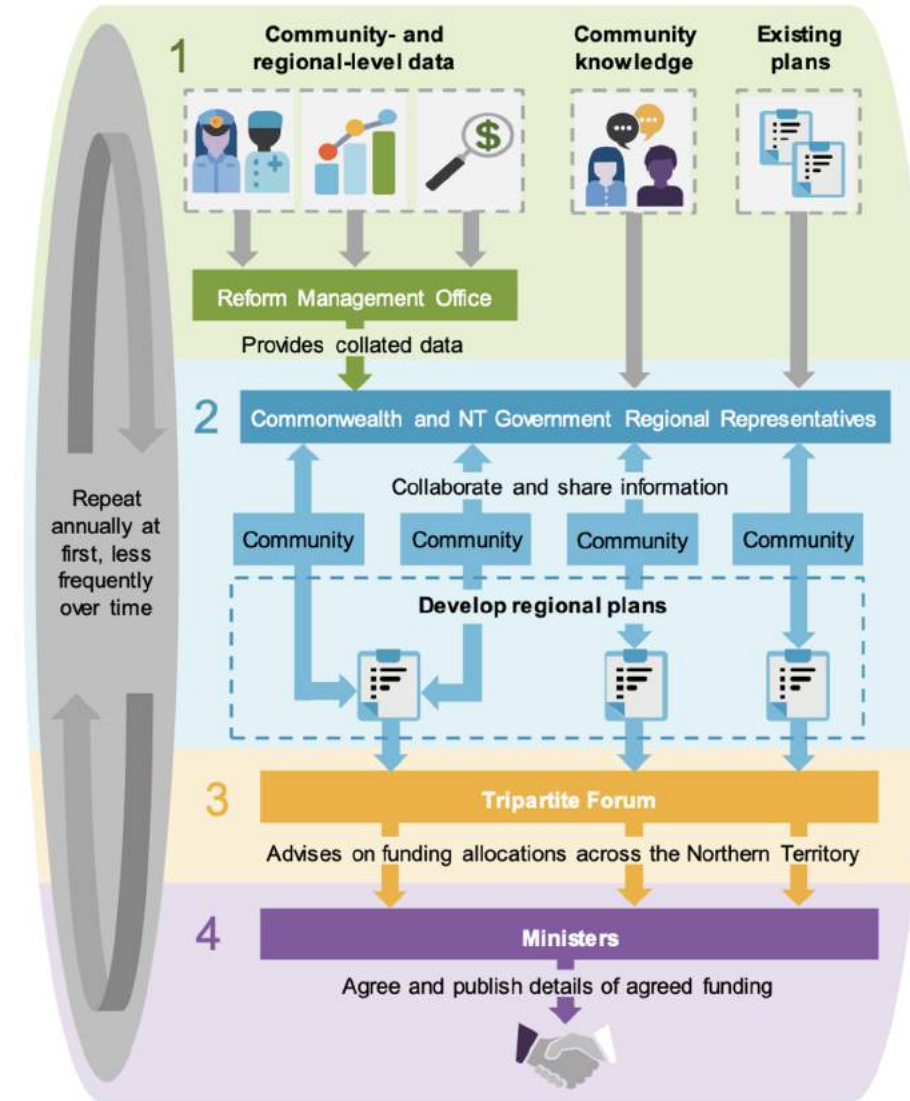 1
Community- and
regional-level data
Community
knowledge
Existing
plans
$
Reform Management Office
Provides collated data
2
Commonwealth and NT Government Regional Representatives
Collaborate and share information
Community
Community
Community
Community
Develop regional plans
Repeat
annually at
first, less
frequently
over time
3
Tripartite Forum
Advises on funding allocations across the Northern Territory
4
Ministers
Agree and publish details of agreed funding